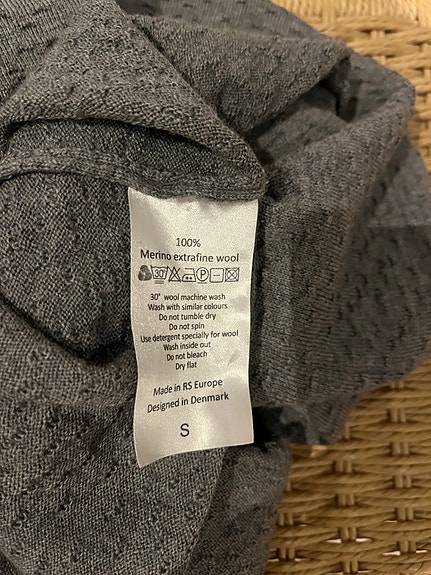 100%
Merino extrafine wool
30° P
30° wool machine wash
Wash with similar colours
Do not tumble dry
Do not spin
Use detergent specially for wool
Wash inside out
Do not bleach
Dry flat
Made in RS Europe
Designed in Denmark
S